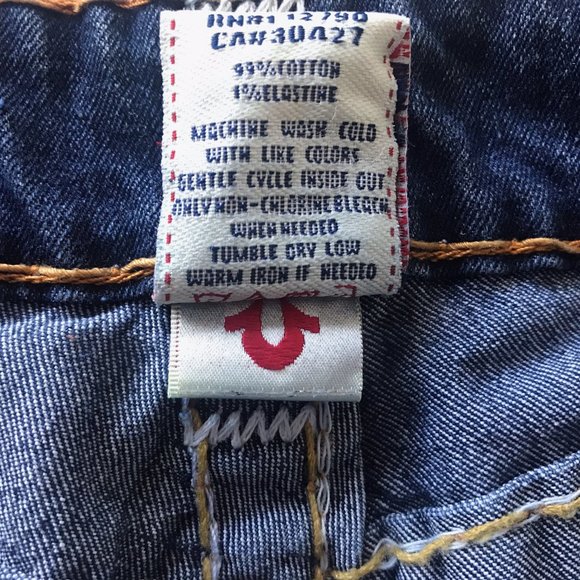 RN# 112790
CA#30427
99%COTTON
1%ELASTINE
MACHINE WASH COLD
WITH LIKE COLORS
GENTLE CYCLE INSIDE OUT
ONLY NON-CHLORINE BLEACH
WHEN NEEDED
TUMBLE DRY LOW
WARM IRON IF NEEDED